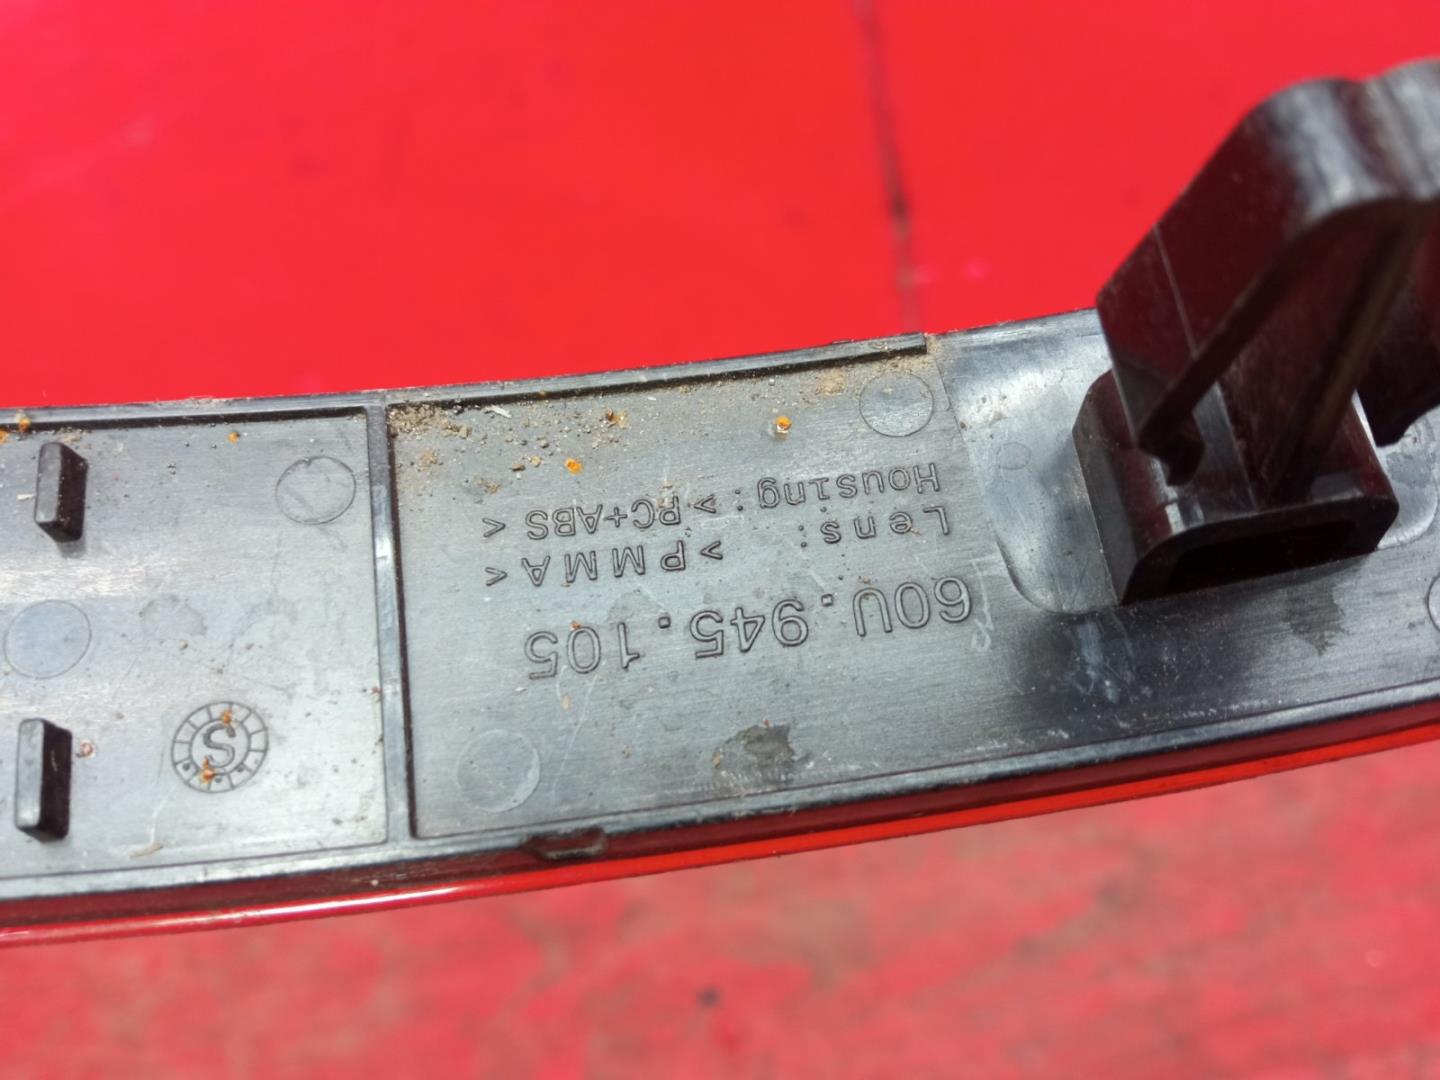 60U.945.105
Lens: >PMMA<
Housing: >PC+ABS<
S